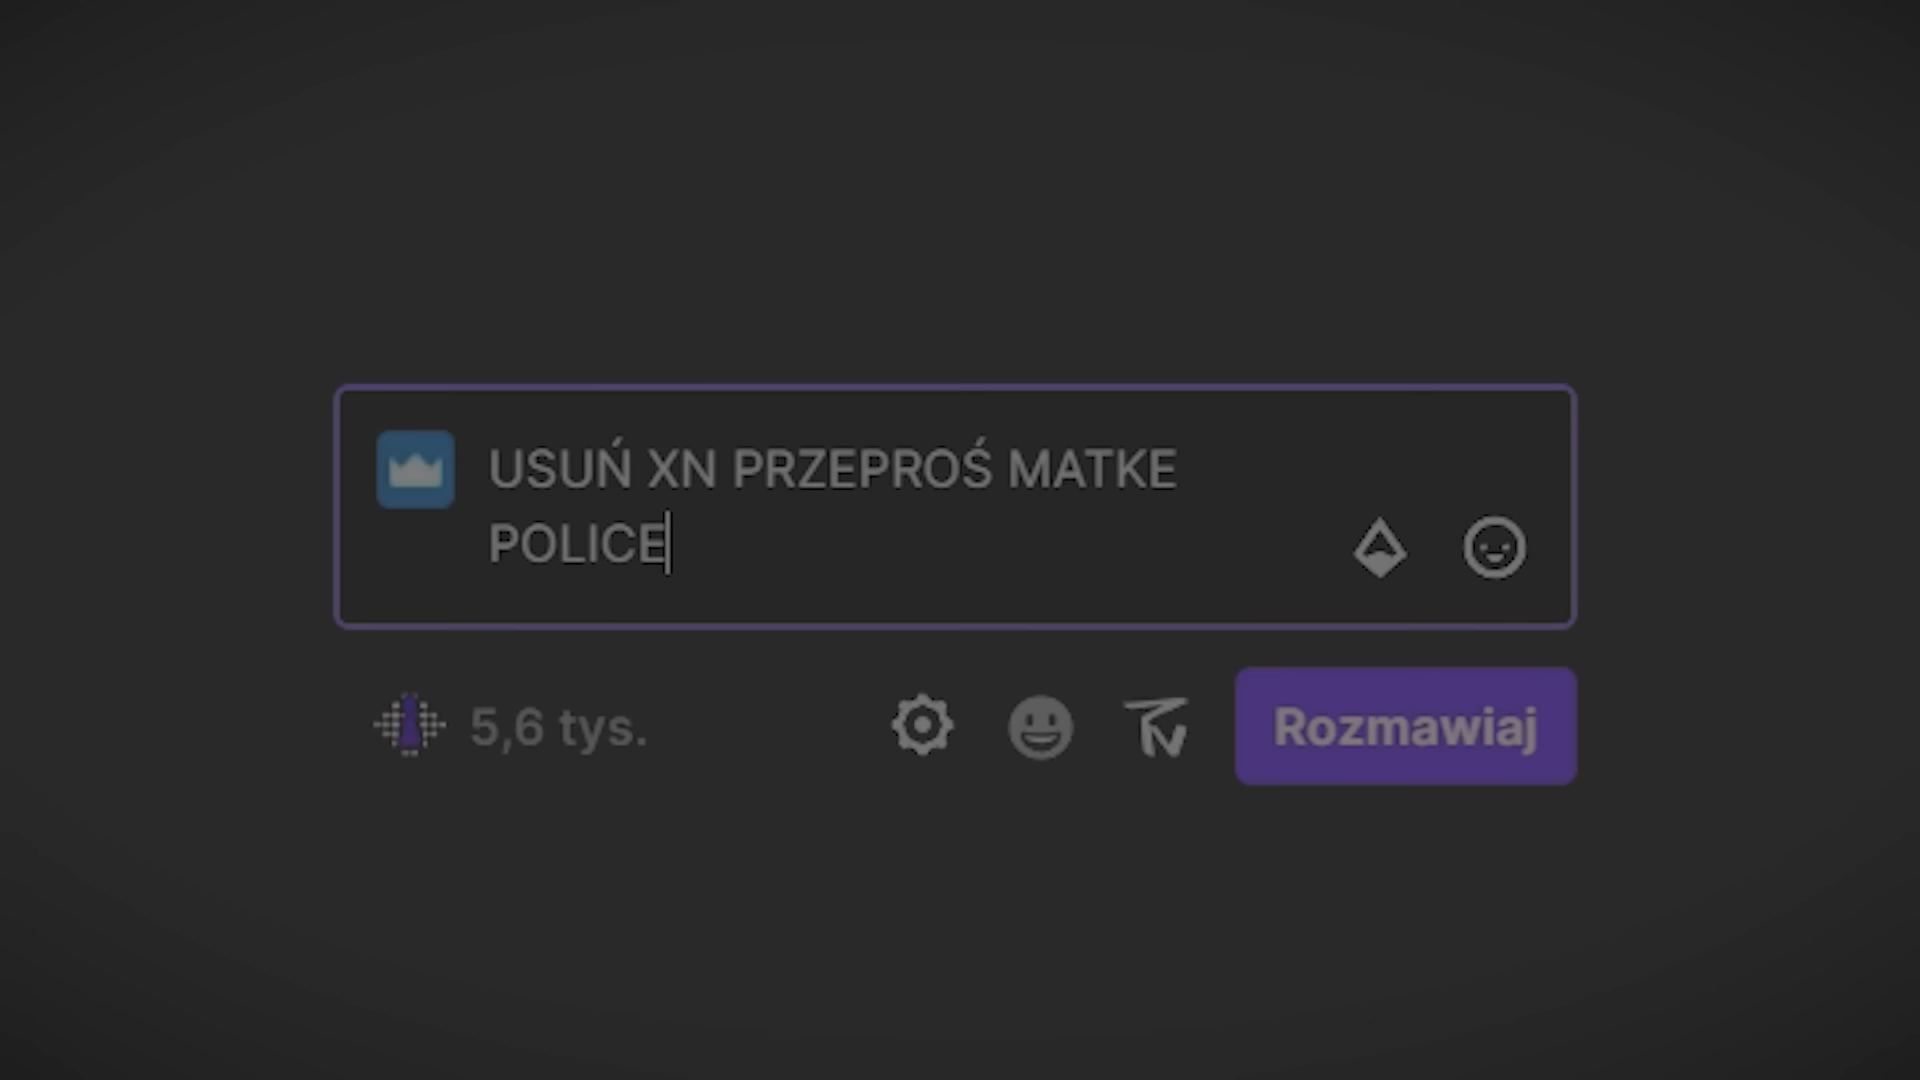 USUŃ XN PRZEPROŚ MATKE
POLICE
5,6 tys.
Rozmawiaj